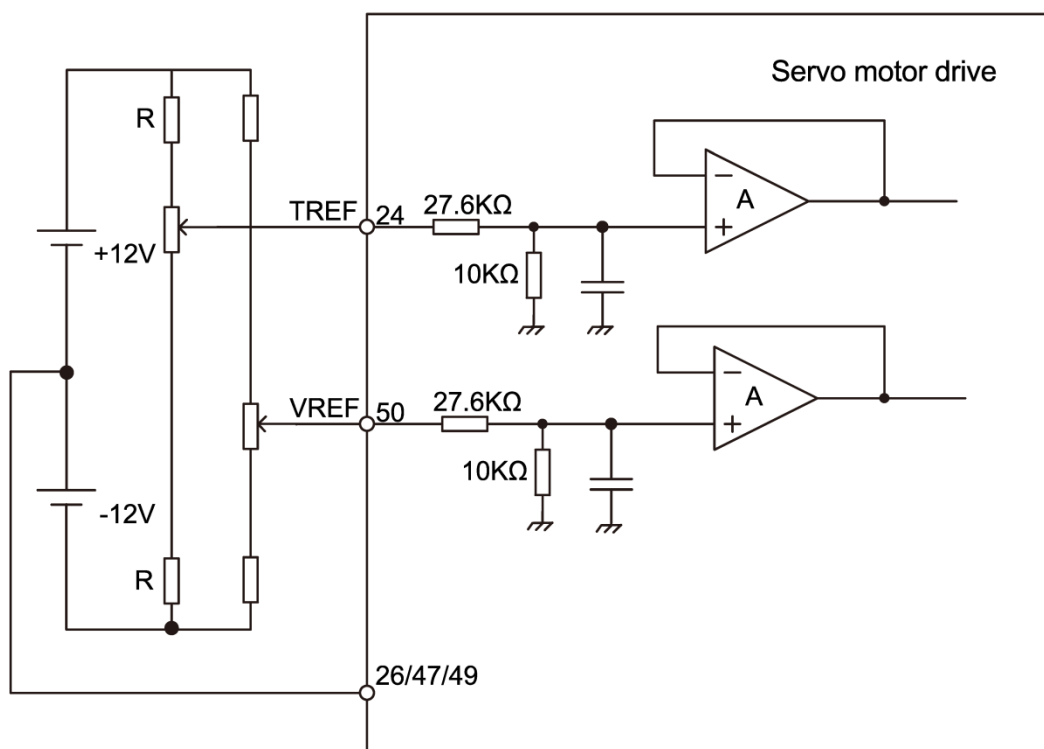 Servo motor drive
R
A
TREF
24
27.6KΩ
+12V
10KΩ
A
VREF
50
27.6KΩ
10KΩ
-12V
R
26/47/49